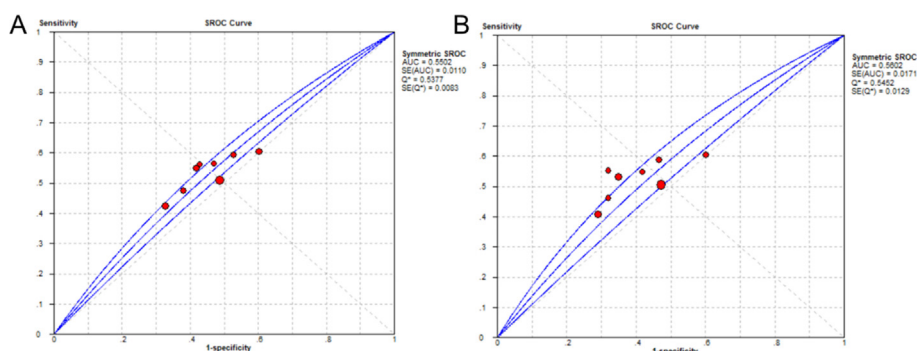 A
Sensitivity
SROC Curve
1
.9
.8
.7
.6
.5
.4
.3
.2
.1
0
0
.2
.4
.6
.8
1
1-specificity
Symmetric SROC
AUC = 0.5502
SE(AUC) = 0.0110
Q* = 0.5377
SE(Q*) = 0.0083
B
Sensitivity
SROC Curve
1
.9
.8
.7
.6
.5
.4
.3
.2
.1
0
0
.2
.4
.6
.8
1
1-specificity
Symmetric SROC
AUC = 0.5602
SE(AUC) = 0.0171
Q* = 0.5452
SE(Q*) = 0.0129